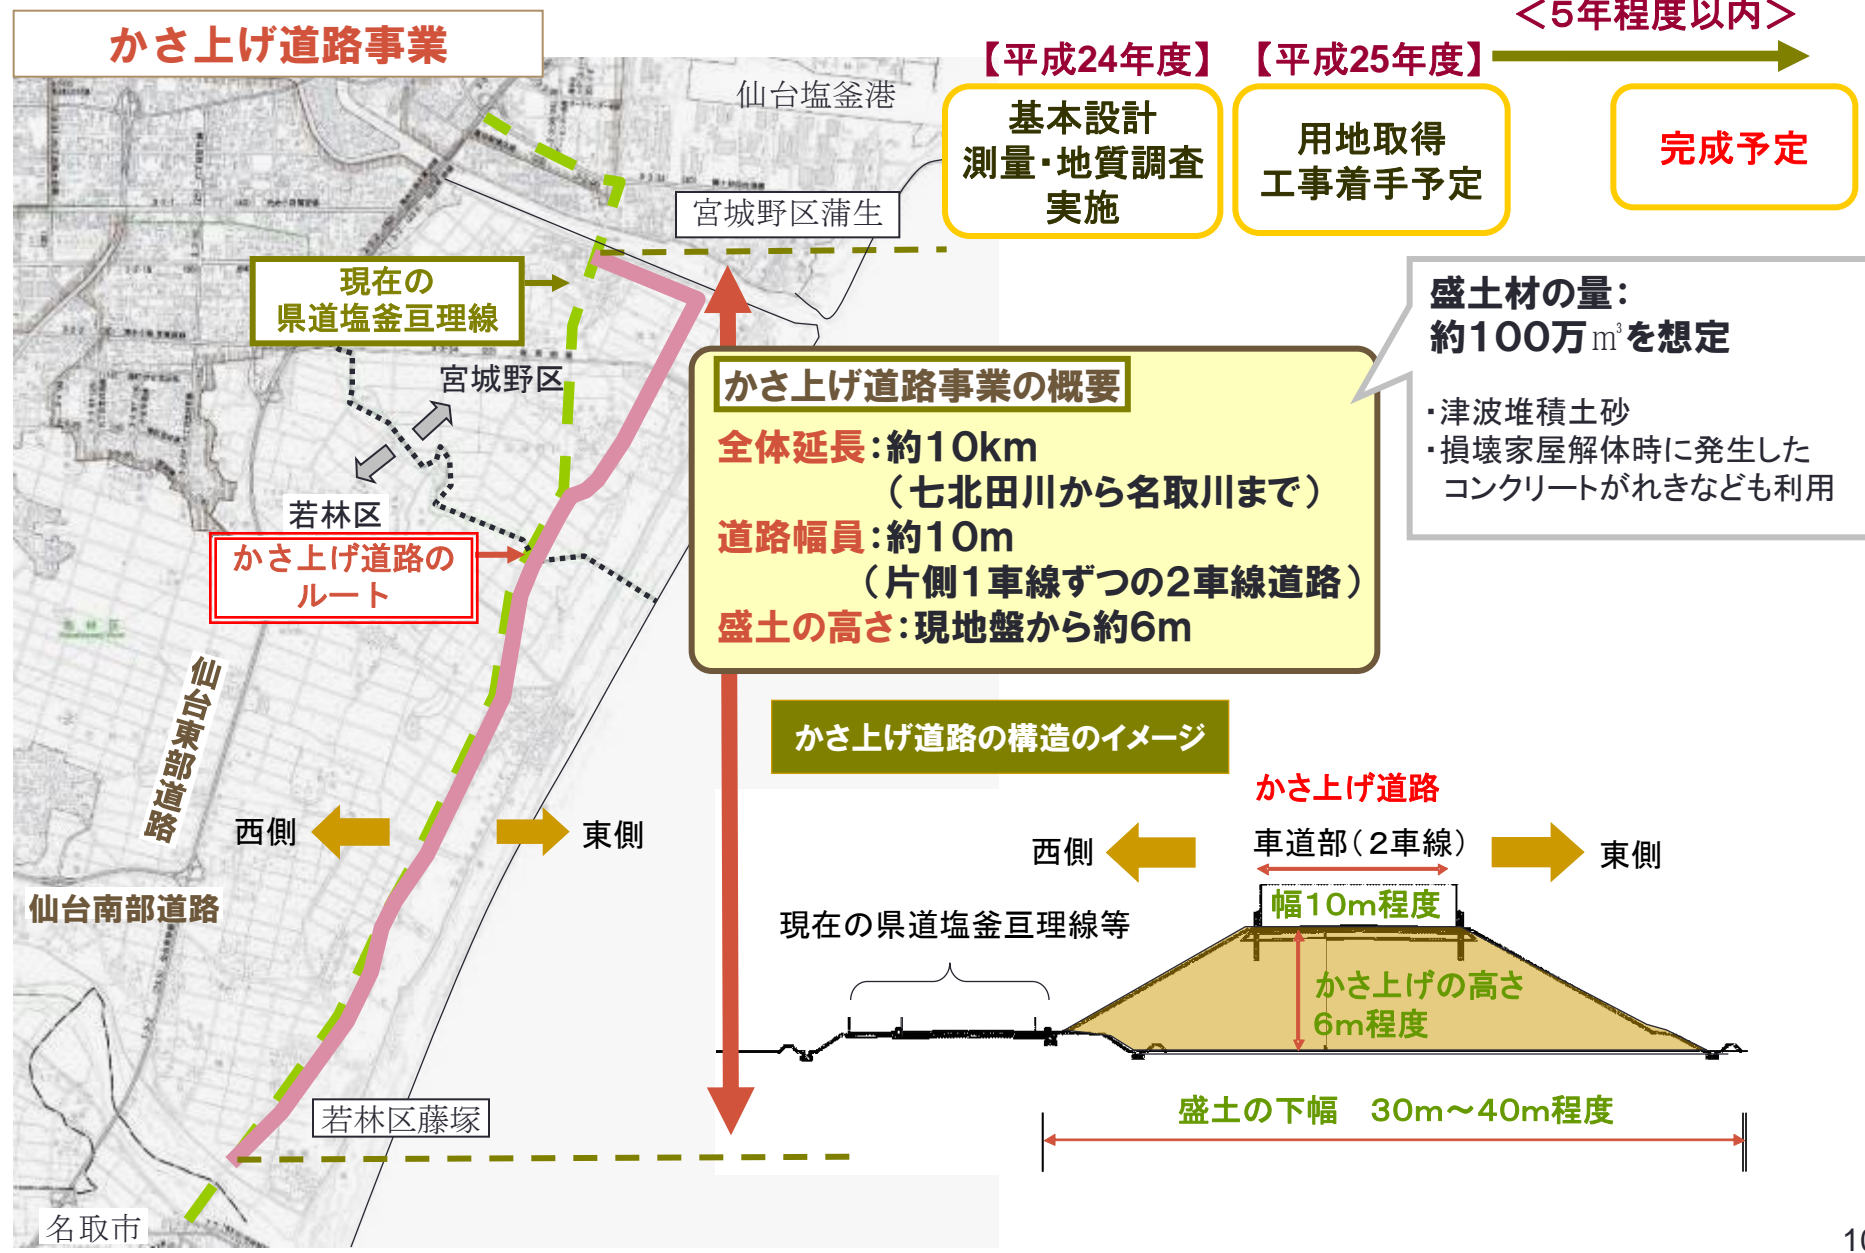 かさ上げ道路事業
＜5年程度以内＞
【平成24年度】
【平成25年度】
基本設計
測量・地質調査
実施
用地取得
工事着手予定
完成予定
仙台塩釜港
宮城野区蒲生
現在の
県道塩釜亘理線
宮城野区
若林区
かさ上げ道路の
ルート
仙台東部道路
西側
東側
仙台南部道路
若林区藤塚
名取市
盛土材の量：
約100万㎥を想定
・津波堆積土砂
・損壊家屋解体時に発生した
コンクリートがれきなども利用
かさ上げ道路事業の概要
全体延長：約10km
（七北田川から名取川まで）
道路幅員：約10m
（片側1車線ずつの2車線道路）
盛土の高さ：現地盤から約6m
かさ上げ道路の構造のイメージ
かさ上げ道路
西側
車道部（2車線）
東側
幅10m程度
現在の県道塩釜亘理線等
かさ上げの高さ
6m程度
盛土の下幅　30m～40m程度